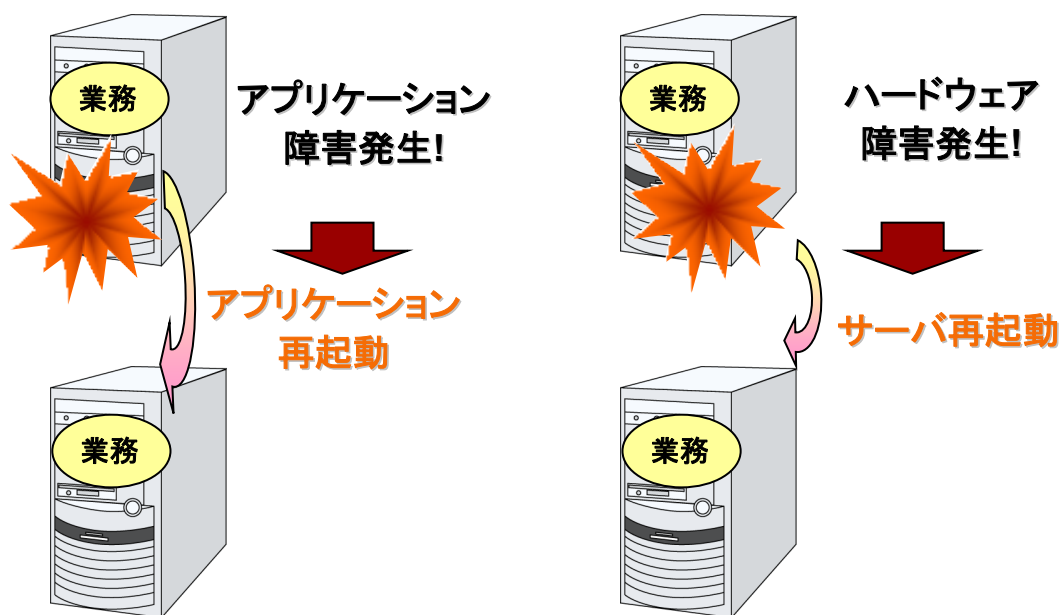 業務
アプリケーション
障害発生!
アプリケーション
再起動
業務
業務
ハードウェア
障害発生!
サーバ再起動
業務